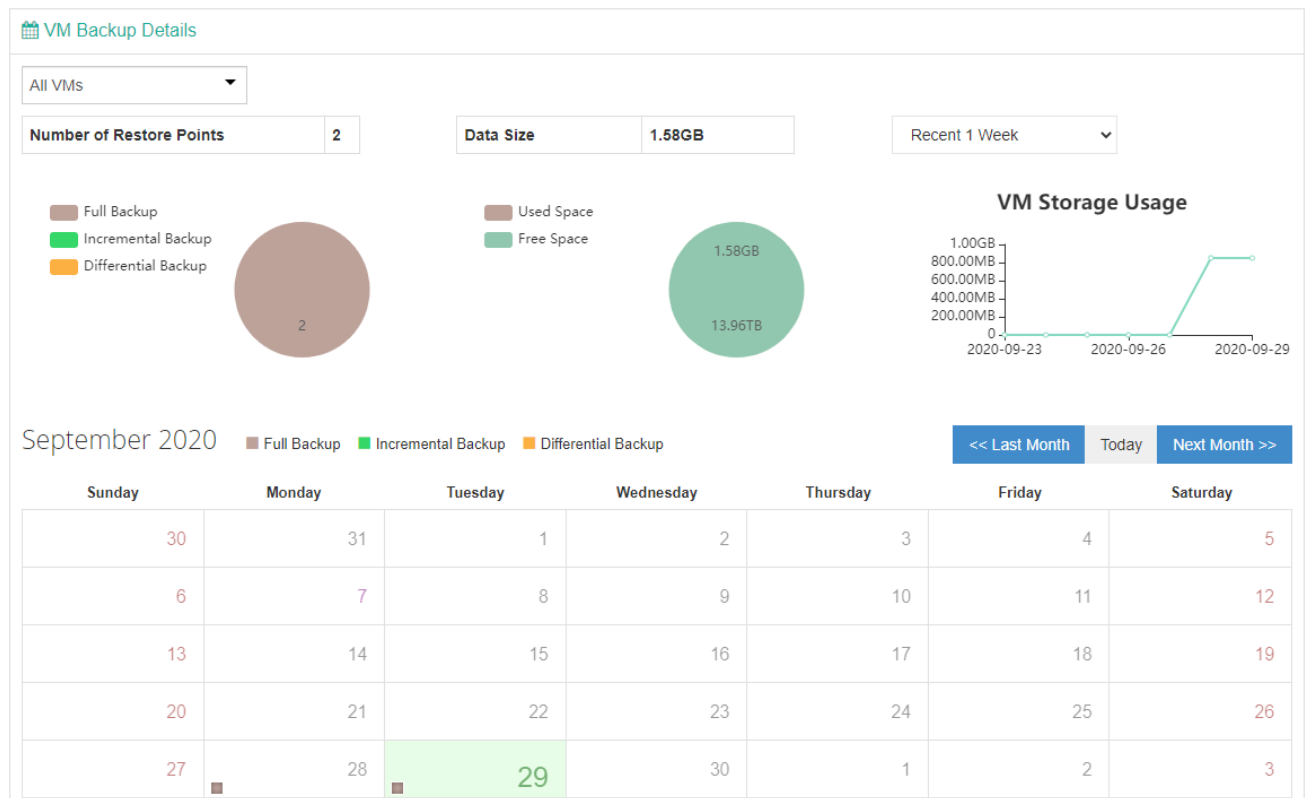 VM Backup Details
All VMs
Number of Restore Points 2 Data Size 1.58GB Recent 1 Week
Full Backup
Incremental Backup
Differential Backup
2
Used Space
Free Space
1.58GB
13.96TB
VM Storage Usage
1.00GB
800.00MB
600.00MB
400.00MB
200.00MB
0
2020-09-23 2020-09-26 2020-09-29
September 2020 Full Backup Incremental Backup Differential Backup << Last Month Today Next Month >>
Sunday Monday Tuesday Wednesday Thursday Friday Saturday
30 31 1 2 3 4 5
6 7 8 9 10 11 12
13 14 15 16 17 18 19
20 21 22 23 24 25 26
27 28 29 30 1 2 3